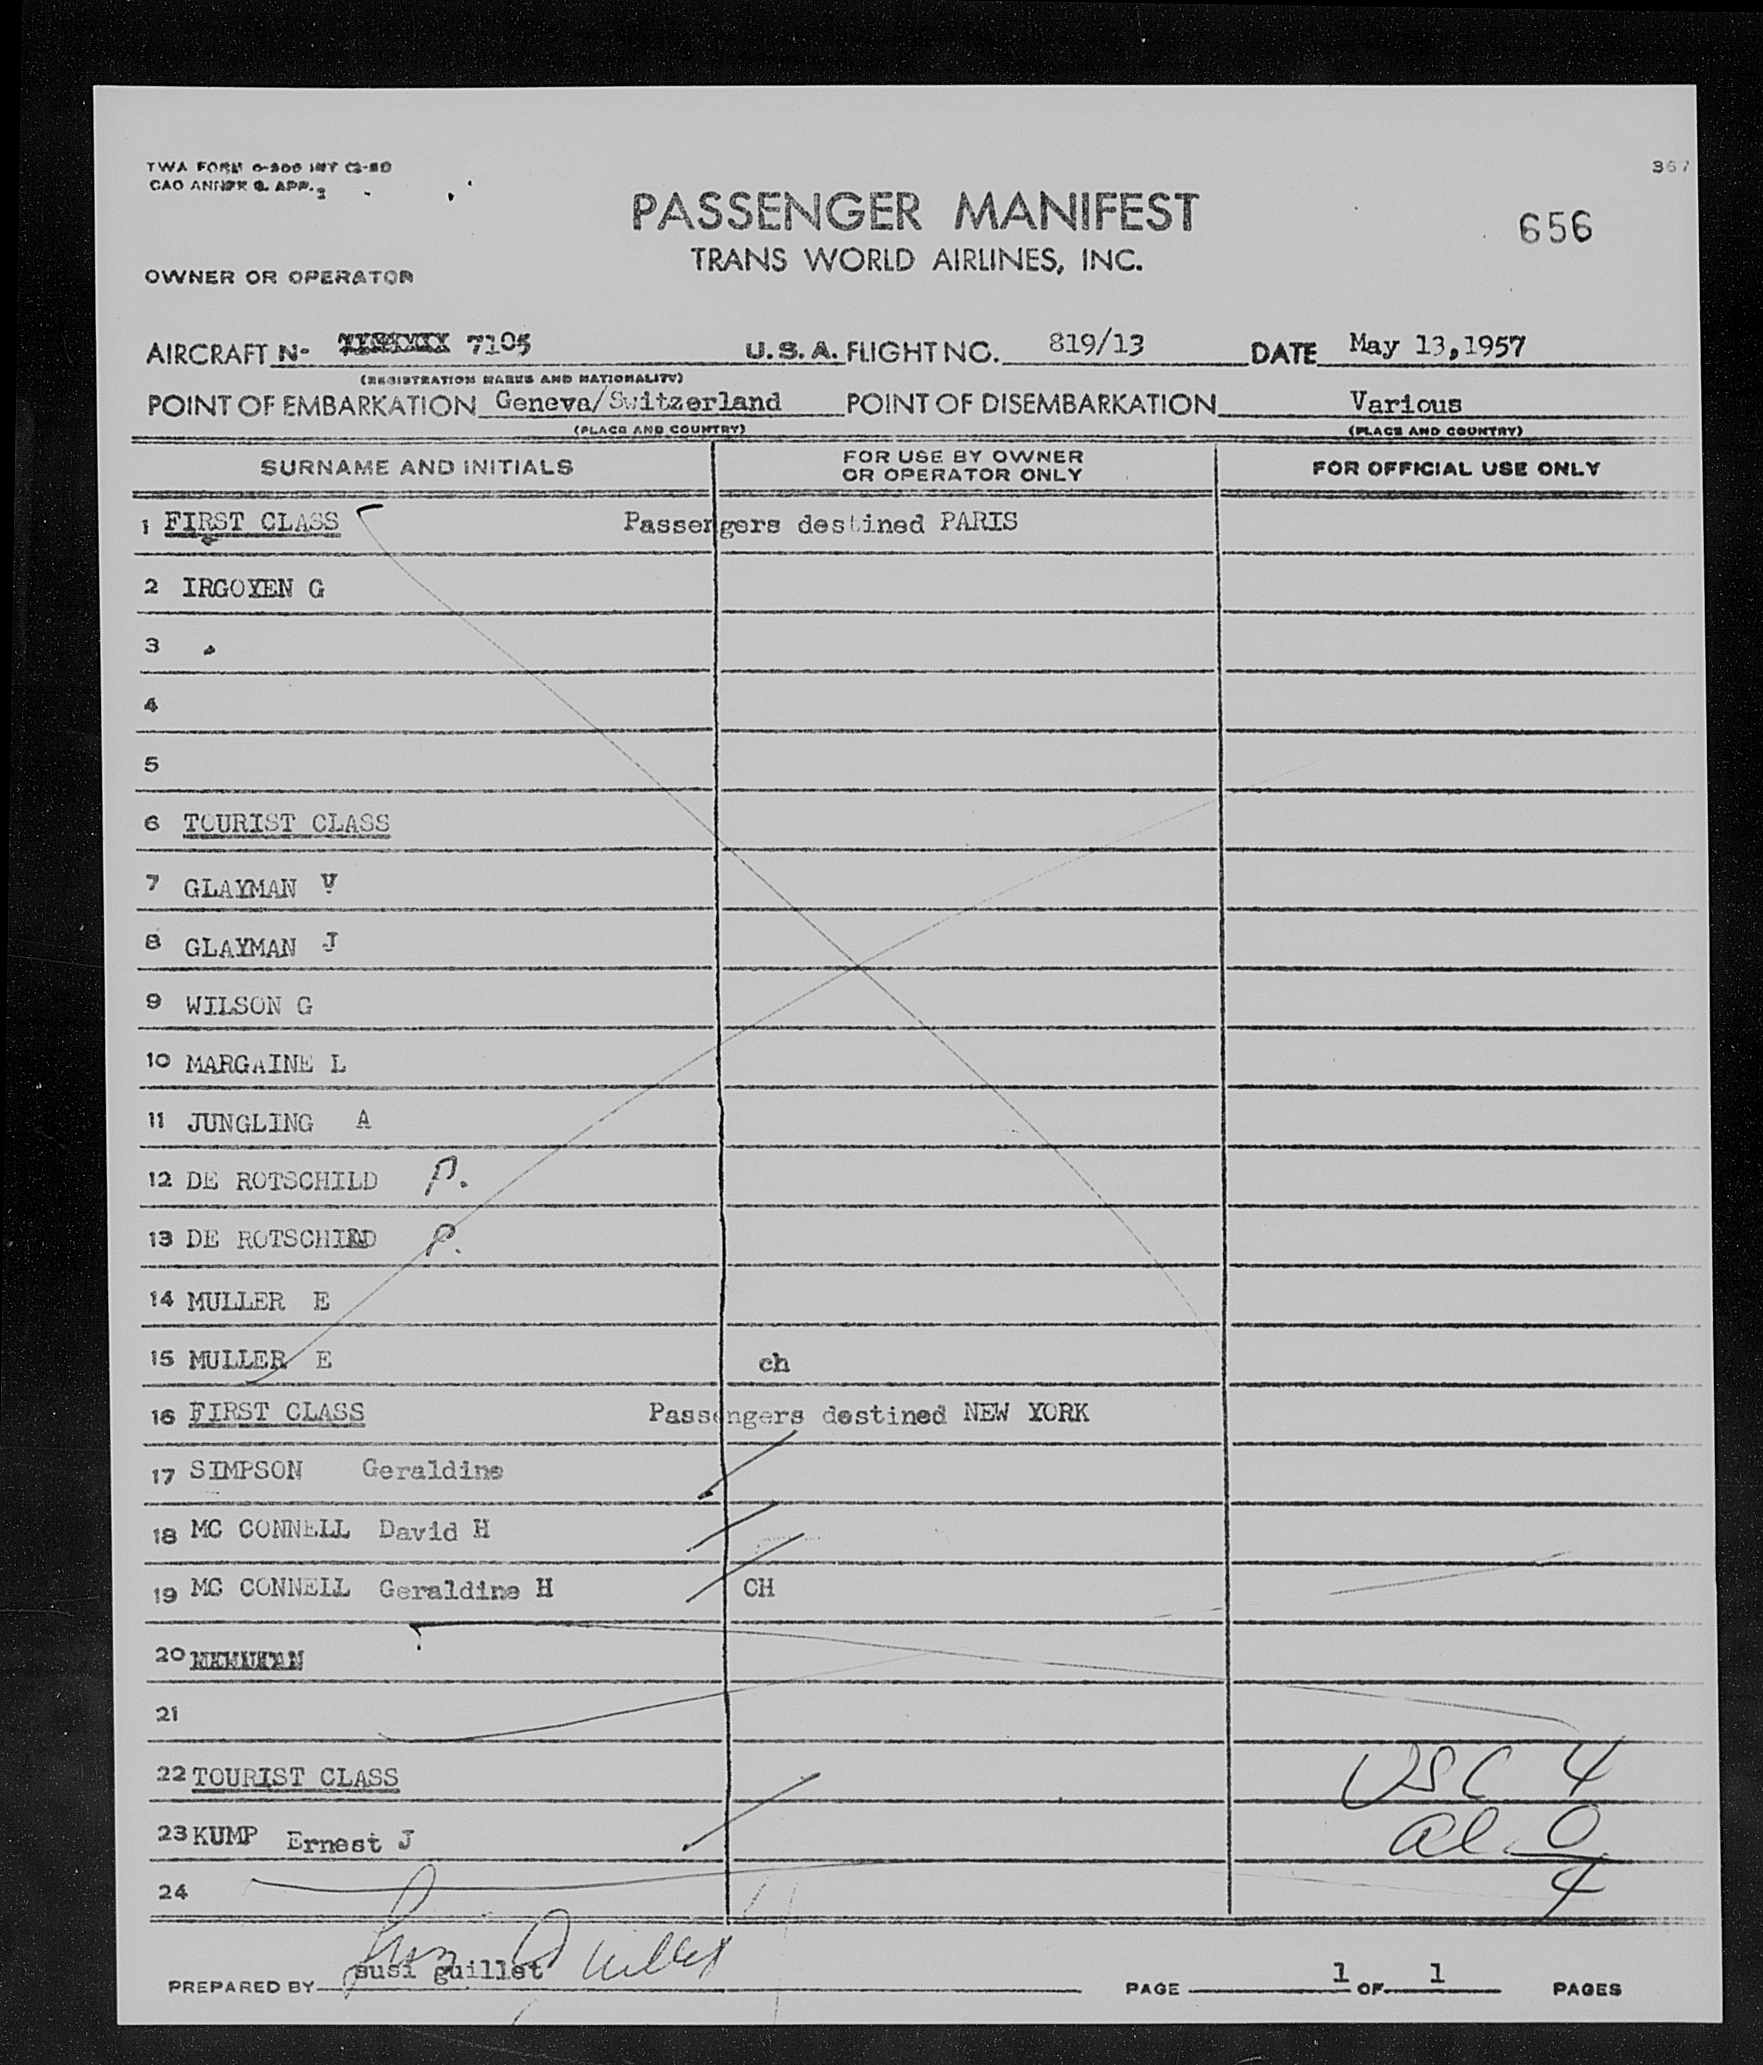 367
TWA FORM
CAO ANNEX 9. APP. 2
PASSENGER MANIFEST
656
TRANS WORLD AIRLINES, INC.
OWNER OR OPERATOR
AIRCRAFT N- 7105 U.S.A. FLIGHT NO. 819/13 DATE May 13,1957
(REGISTRATION MARKS AND NATIONALITY)
POINT OF EMBARKATION Geneva/Switzerland POINT OF DISEMBARKATION Various
(PLACE AND COUNTRY) (PLACE AND COUNTRY)
SURNAME AND INITIALS FOR USE BY OWNER OR OPERATOR ONLY FOR OFFICIAL USE ONLY
1 FIRST CLASS Passengers destined PARIS
2 IRGOYEN G
3
4
5
6 TOURIST CLASS
7 GLAYMAN V
8 GLAYMAN J
9 WILSON G
10 MARGAINE L
11 JUNGLING A
12 DE ROTSCHILD P.
13 DE ROTSCHILD P.
14 MULLER E
15 MULLER E ch
16 FIRST CLASS Passengers destined NEW YORK
17 SIMPSON Geraldine
18 MC CONNELL David H
19 MC CONNELL Geraldine H CH
20
21
22 TOURIST CLASS USC 4
23 KUMP Ernest J al. 0
24 4
Susi Guillet
PREPARED BY susi guillet PAGE 1 OF 1 PAGES